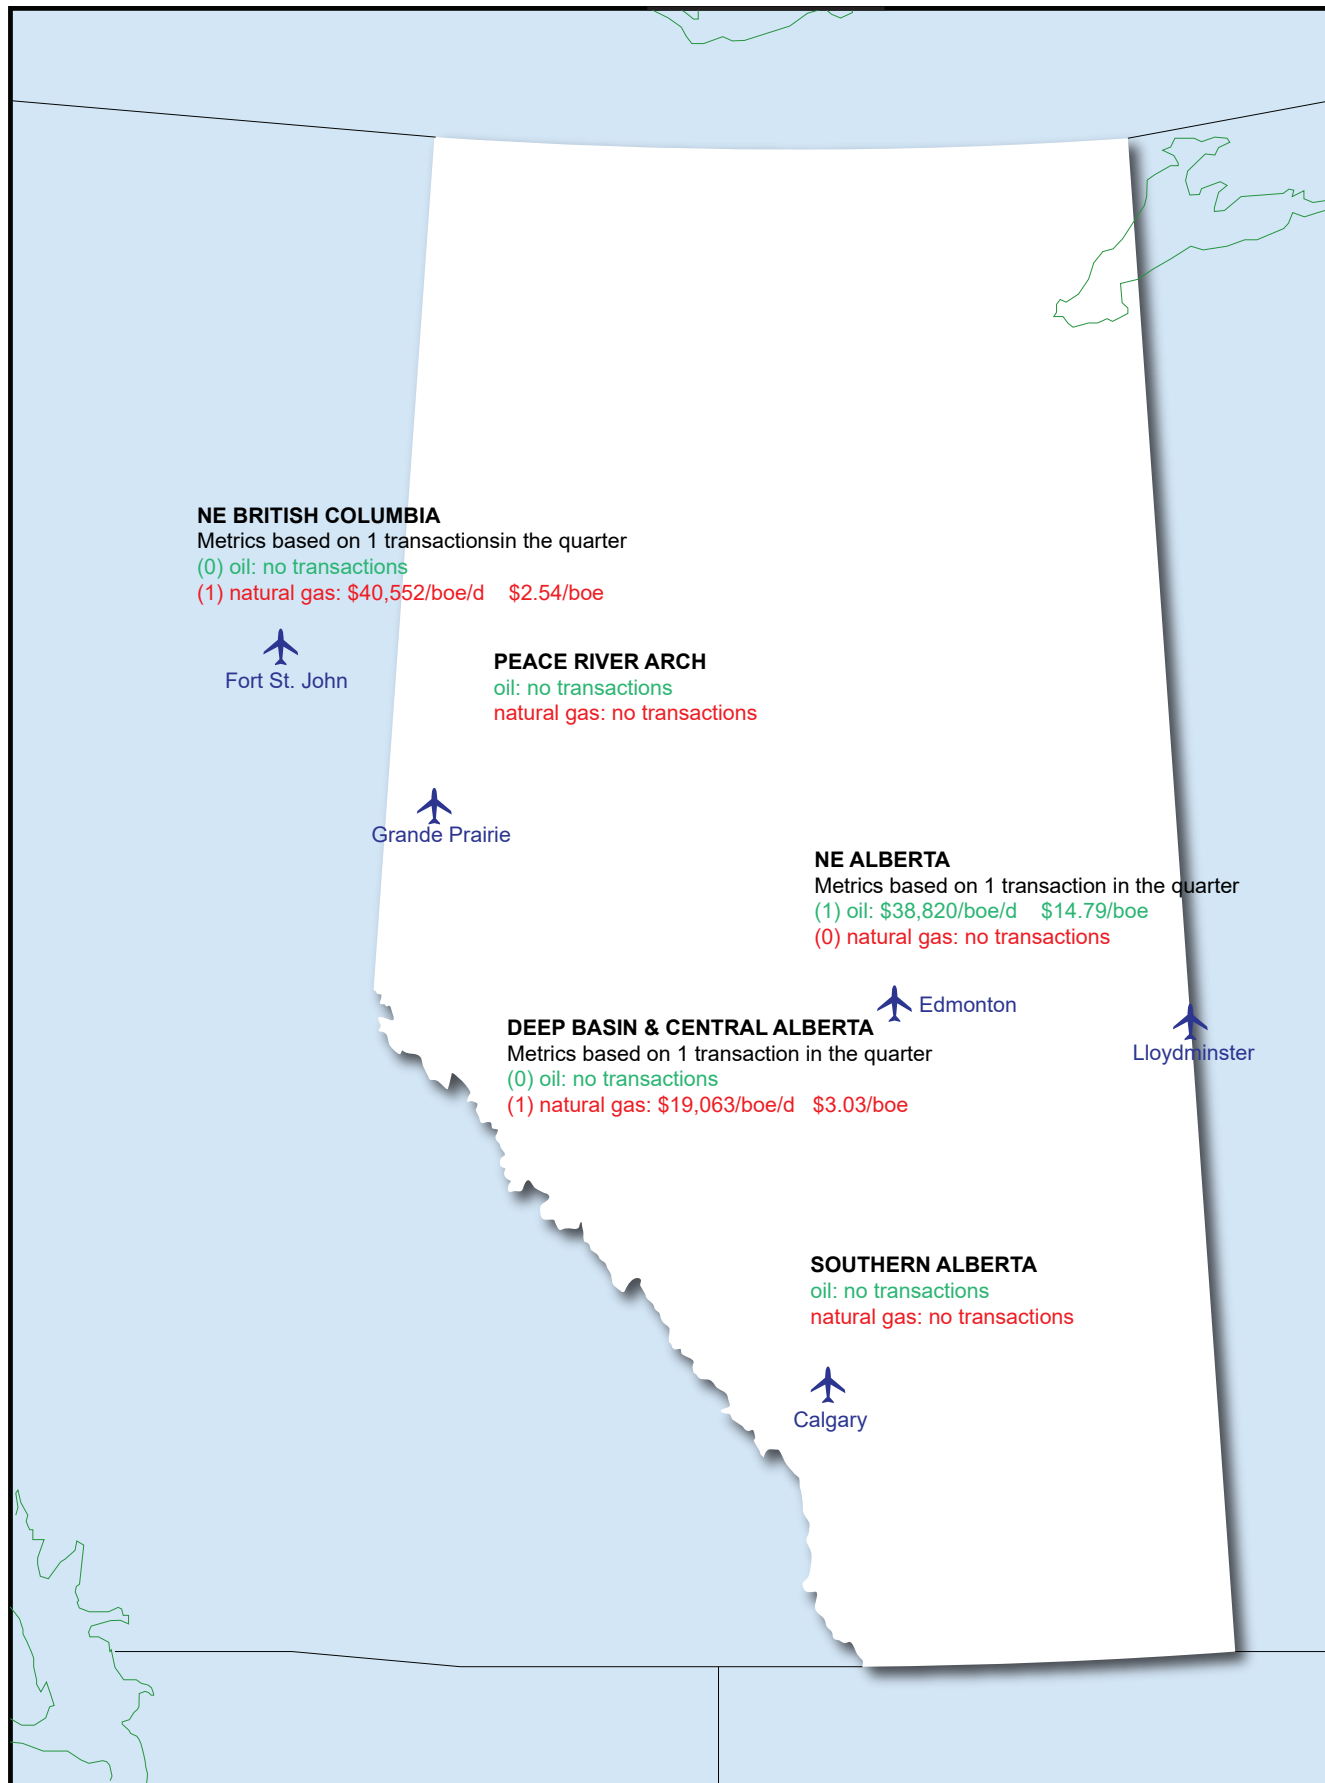 NE BRITISH COLUMBIA
Metrics based on 1 transactionsin the quarter
(0) oil: no transactions
(1) natural gas: $40,552/boe/d $2.54/boe
Fort St. John
PEACE RIVER ARCH
oil: no transactions
natural gas: no transactions
Grande Prairie
NE ALBERTA
Metrics based on 1 transaction in the quarter
(1) oil: $38,820/boe/d $14.79/boe
(0) natural gas: no transactions
Edmonton
Lloydminster
DEEP BASIN & CENTRAL ALBERTA
Metrics based on 1 transaction in the quarter
(0) oil: no transactions
(1) natural gas: $19,063/boe/d $3.03/boe
SOUTHERN ALBERTA
oil: no transactions
natural gas: no transactions
Calgary